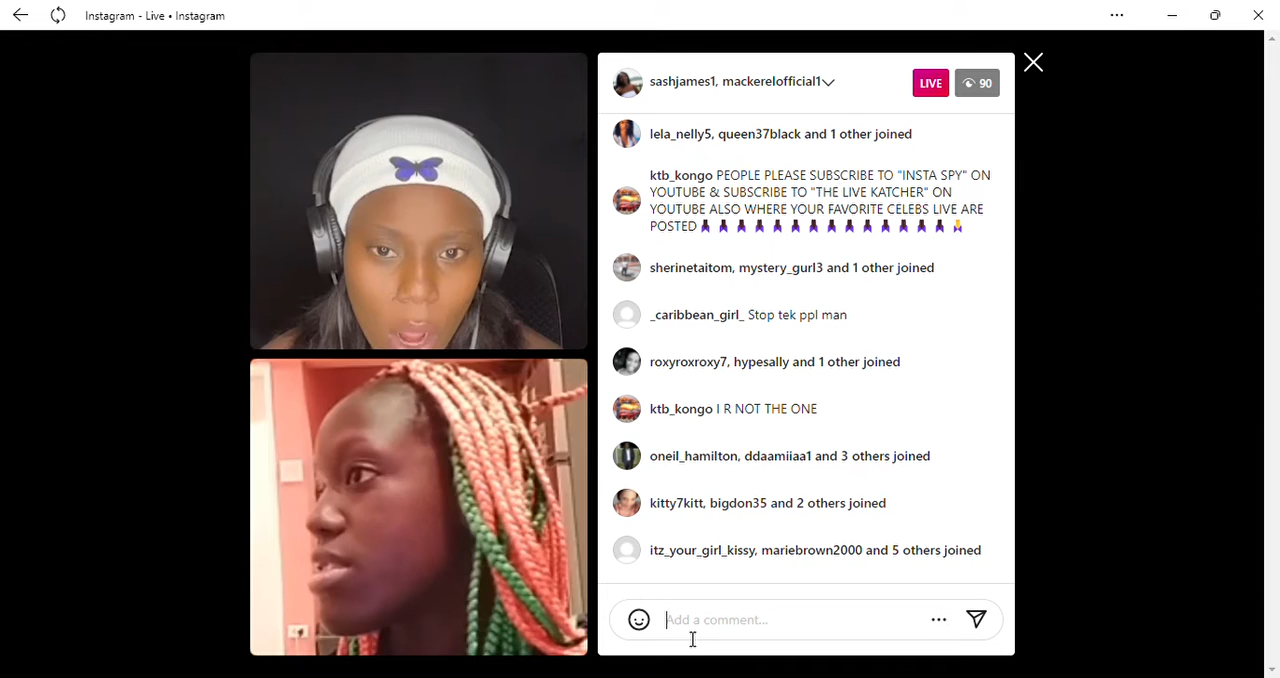 Instagram - Live • Instagram
sashjames1, mackerelofficial1
LIVE
90
lela_nelly5, queen37black and 1 other joined
ktb_kongo PEOPLE PLEASE SUBSCRIBE TO "INSTA SPY" ON
YOUTUBE & SUBSCRIBE TO "THE LIVE KATCHER" ON
YOUTUBE ALSO WHERE YOUR FAVORITE CELEBS LIVE ARE
POSTED
sherinetaitom, mystery_gurl3 and 1 other joined
_caribbean_girl_ Stop tek ppl man
roxyroxroxy7, hypesally and 1 other joined
ktb_kongo I R NOT THE ONE
oneil_hamilton, ddaamiiaa1 and 3 others joined
kitty7kitt, bigdon35 and 2 others joined
itz_your_girl_kissy, mariebrown2000 and 5 others joined
Add a comment...